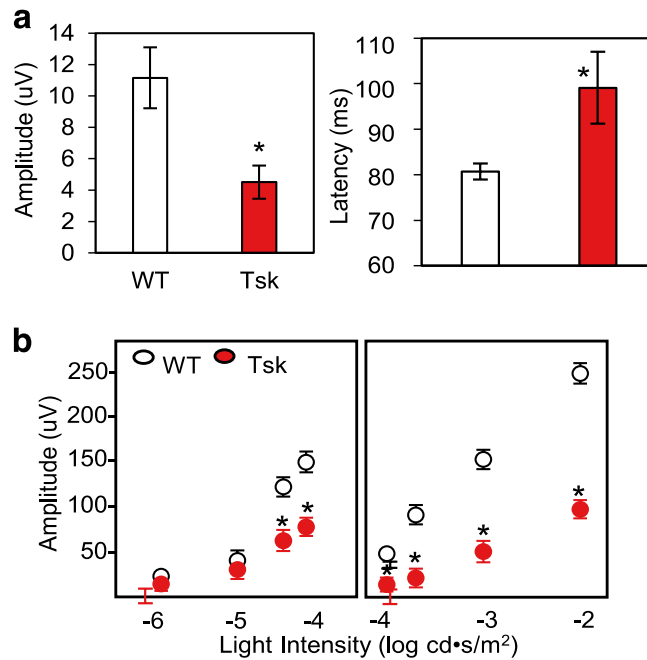 a
Amplitude (uV)
14
12
10
8
6
4
2
0
*
WT Tsk
Latency (ms)
110
100
90
80
70
60
*
b
WT Tsk
Amplitude (uV)
250
200
150
100
50
* *
* * * *
-6 -5 -4 -4 -3 -2
Light Intensity (log cd•s/m²)